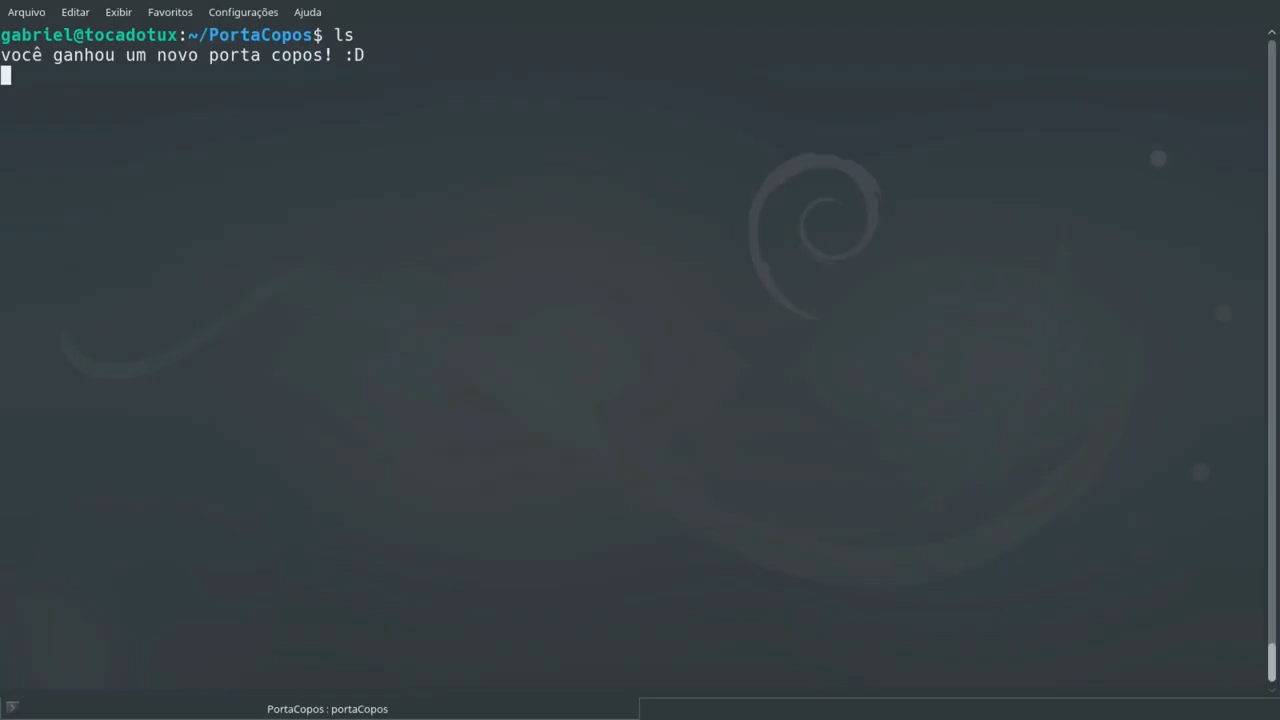 Arquivo Editar Exibir Favoritos Configurações Ajuda
gabriel@tocadotux:~/PortaCopos$ ls
você ganhou um novo porta copos! :D
PortaCopos : portaCopos